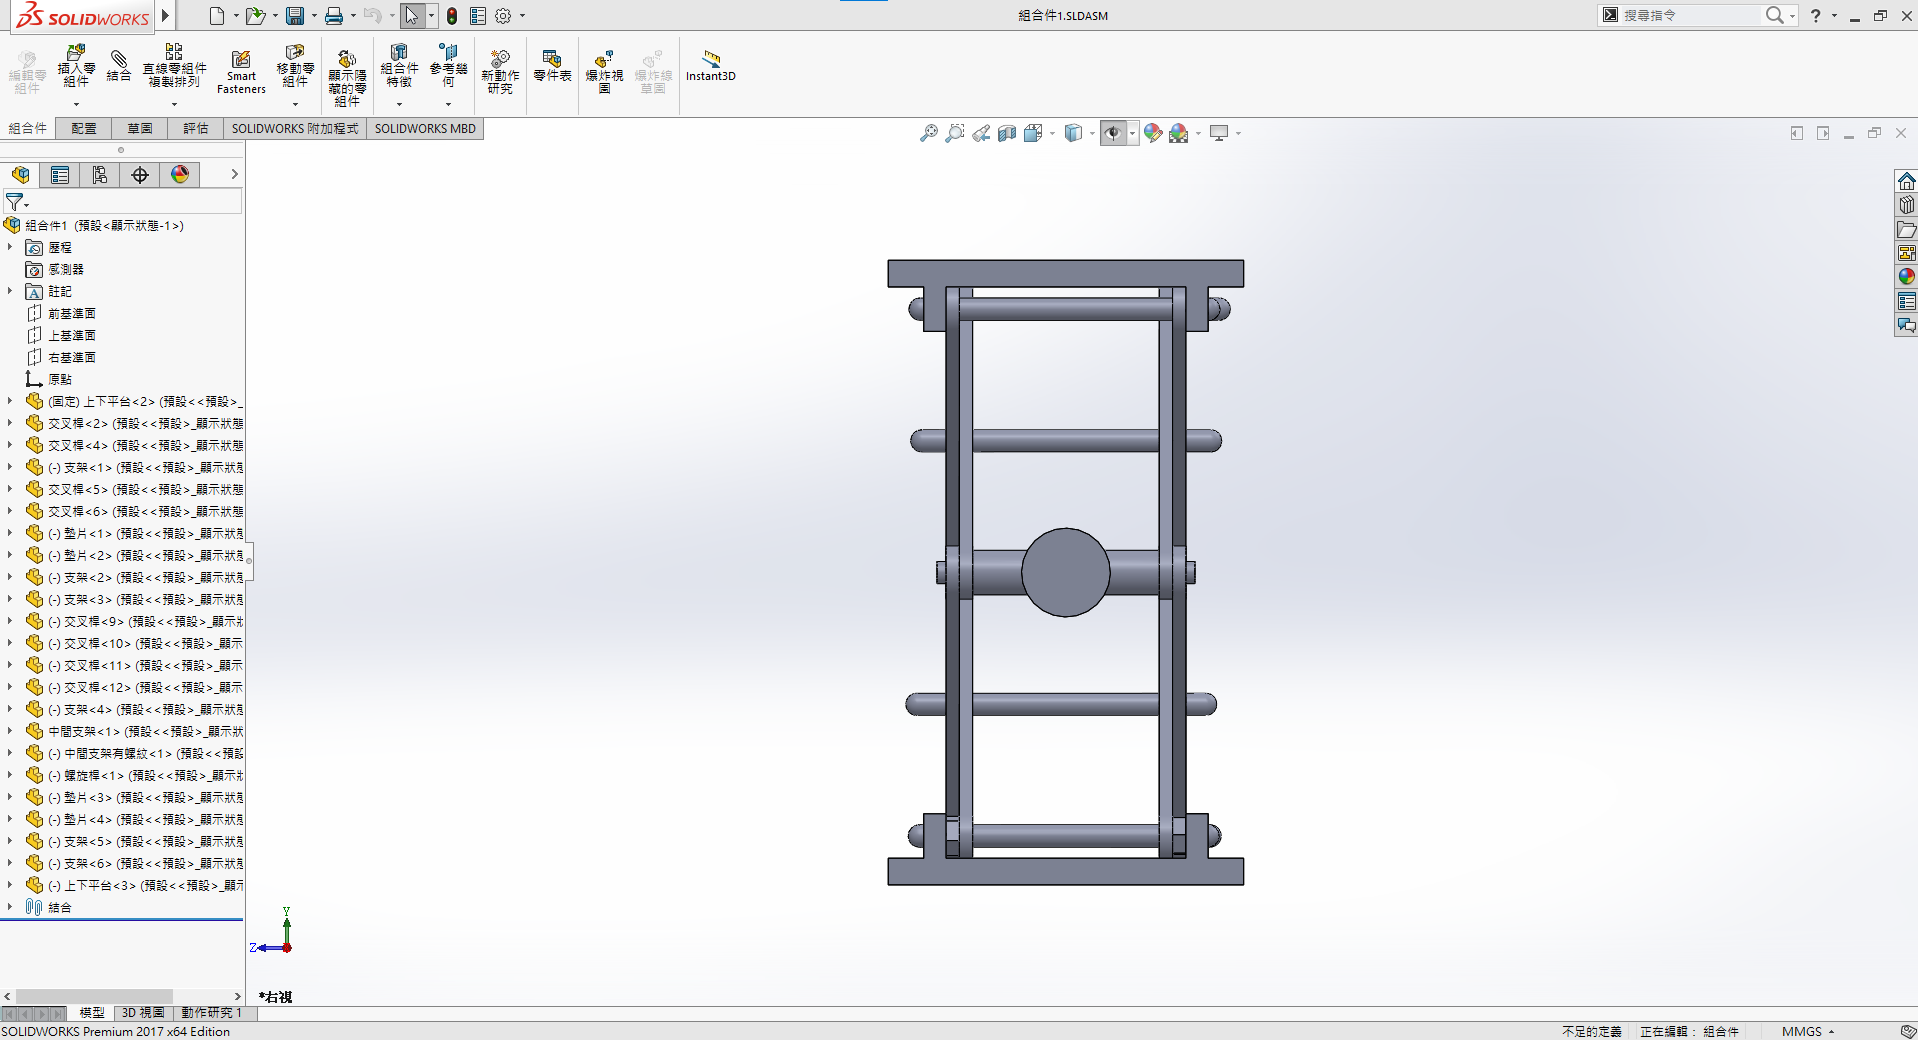 SOLIDWORKS
組合件1.SLDASM
搜尋指令
編輯零組件
插入零組件
結合
直線零組件複製排列
Smart Fasteners
移動零組件
顯示隱藏的零組件
組合件特徵
參考幾何
新動作研究
零件表
爆炸視圖
爆炸線草圖
Instant3D
組合件
配置
草圖
評估
SOLIDWORKS 附加程式
SOLIDWORKS MBD
組合件1 (預設<顯示狀態-1>)
歷程
感測器
註記
前基準面
上基準面
右基準面
原點
(固定) 上下平台<2> (預設<<預設>_
交叉桿<2> (預設<<預設>_顯示狀態
交叉桿<4> (預設<<預設>_顯示狀態
(-) 支架<1> (預設<<預設>_顯示狀態
交叉桿<5> (預設<<預設>_顯示狀態
交叉桿<6> (預設<<預設>_顯示狀態
(-) 墊片<1> (預設<<預設>_顯示狀態
(-) 墊片<2> (預設<<預設>_顯示狀態
(-) 支架<2> (預設<<預設>_顯示狀態
(-) 支架<3> (預設<<預設>_顯示狀態
(-) 交叉桿<9> (預設<<預設>_顯示狀
(-) 交叉桿<10> (預設<<預設>_顯示
(-) 交叉桿<11> (預設<<預設>_顯示
(-) 交叉桿<12> (預設<<預設>_顯示
(-) 支架<4> (預設<<預設>_顯示狀態
中間支架<1> (預設<<預設>_顯示狀
(-) 中間支架有螺紋<1> (預設<<預設
(-) 螺旋桿<1> (預設<<預設>_顯示狀
(-) 墊片<3> (預設<<預設>_顯示狀態
(-) 墊片<4> (預設<<預設>_顯示狀態
(-) 支架<5> (預設<<預設>_顯示狀態
(-) 支架<6> (預設<<預設>_顯示狀態
(-) 上下平台<3> (預設<<預設>_顯示
結合
Y
Z
*右視
模型
3D 視圖
動作研究 1
SOLIDWORKS Premium 2017 x64 Edition
不足的定義
正在編輯： 組合件
MMGS